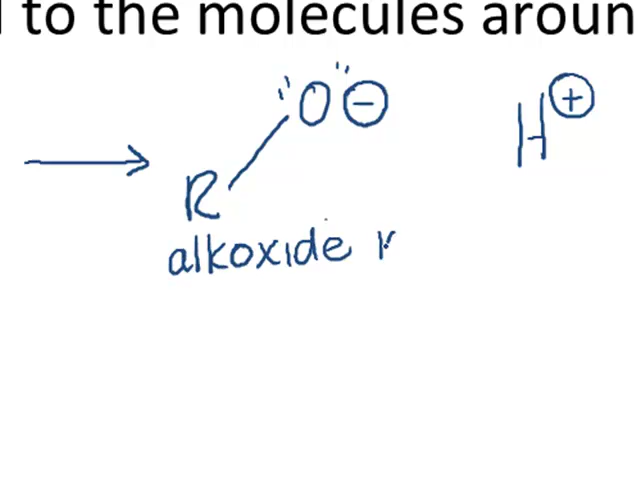 to the molecules aroun
O ⊖ H ⊕
R
alkoxide